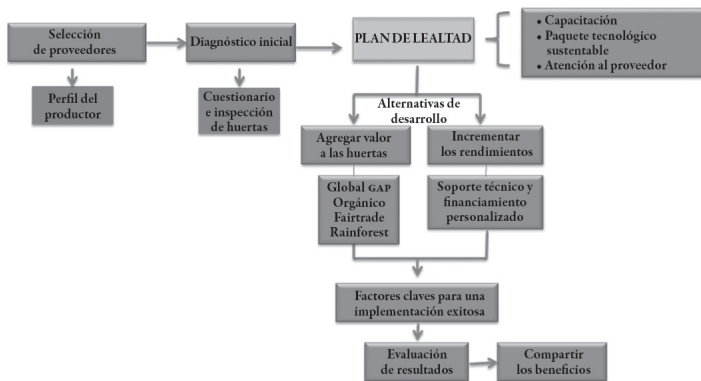 Selección
de proveedores
Diagnóstico inicial
PLAN DE LEALTAD
• Capacitación
• Paquete tecnológico
sustentable
• Atención al proveedor
Perfil del
productor
Cuestionario
e inspección
de huertas
Alternativas de
desarrollo
Agregar valor
a las huertas
Incrementar
los rendimientos
Global GAP
Orgánico
Fairtrade
Rainforest
Soporte técnico y
financiamiento
personalizado
Factores claves para una
implementación exitosa
Evaluación
de resultados
Compartir
los beneficios